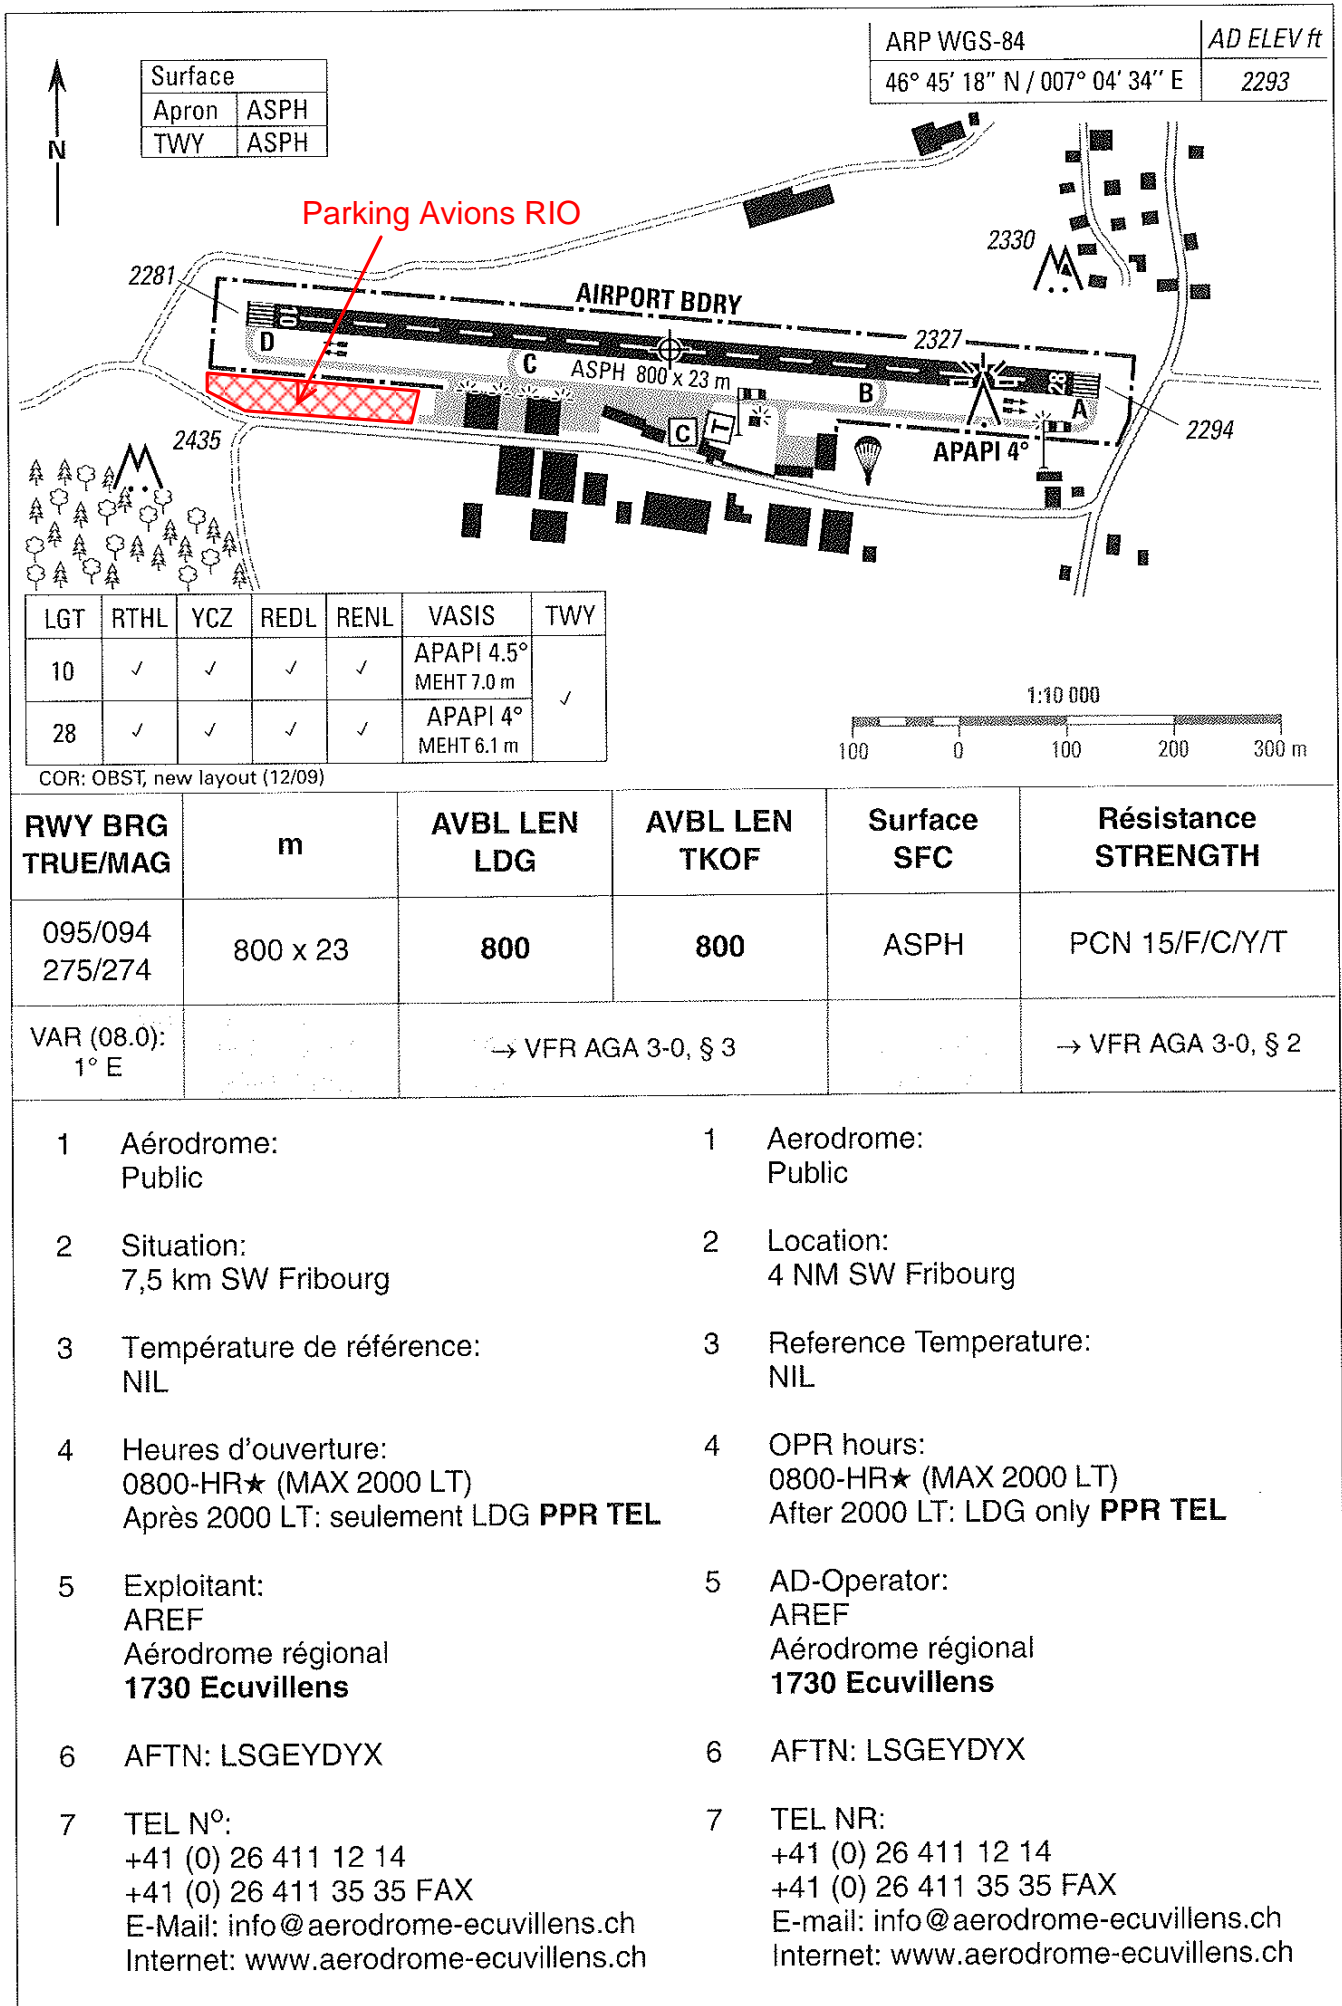 ARP WGS-84 AD ELEV ft
46° 45' 18'' N / 007° 04' 34'' E 2293
Surface
Apron ASPH
TWY ASPH
N
Parking Avions RIO
2330
2281
AIRPORT BDRY
2327
10
D
C
ASPH 800 x 23 m
B
28
A
2294
2435
C
T
APAPI 4°
LGT RTHL YCZ REDL RENL VASIS TWY
10 ✓ ✓ ✓ ✓ APAPI 4.5° ✓
MEHT 7.0 m
28 ✓ ✓ ✓ ✓ APAPI 4°
MEHT 6.1 m
1:10 000
100 0 100 200 300 m
COR: OBST, new layout (12/09)
RWY BRG m AVBL LEN AVBL LEN Surface Résistance
TRUE/MAG LDG TKOF SFC STRENGTH
095/094 800 x 23 800 800 ASPH PCN 15/F/C/Y/T
275/274
VAR (08.0): → VFR AGA 3-0, § 3 → VFR AGA 3-0, § 2
1° E
1 Aérodrome:
Public
2 Situation:
7,5 km SW Fribourg
3 Température de référence:
NIL
4 Heures d'ouverture:
0800-HR★ (MAX 2000 LT)
Après 2000 LT: seulement LDG PPR TEL
5 Exploitant:
AREF
Aérodrome régional
1730 Ecuvillens
6 AFTN: LSGEYDYX
7 TEL Nº:
+41 (0) 26 411 12 14
+41 (0) 26 411 35 35 FAX
E-Mail: info@aerodrome-ecuvillens.ch
Internet: www.aerodrome-ecuvillens.ch
1 Aerodrome:
Public
2 Location:
4 NM SW Fribourg
3 Reference Temperature:
NIL
4 OPR hours:
0800-HR★ (MAX 2000 LT)
After 2000 LT: LDG only PPR TEL
5 AD-Operator:
AREF
Aérodrome régional
1730 Ecuvillens
6 AFTN: LSGEYDYX
7 TEL NR:
+41 (0) 26 411 12 14
+41 (0) 26 411 35 35 FAX
E-mail: info@aerodrome-ecuvillens.ch
Internet: www.aerodrome-ecuvillens.ch